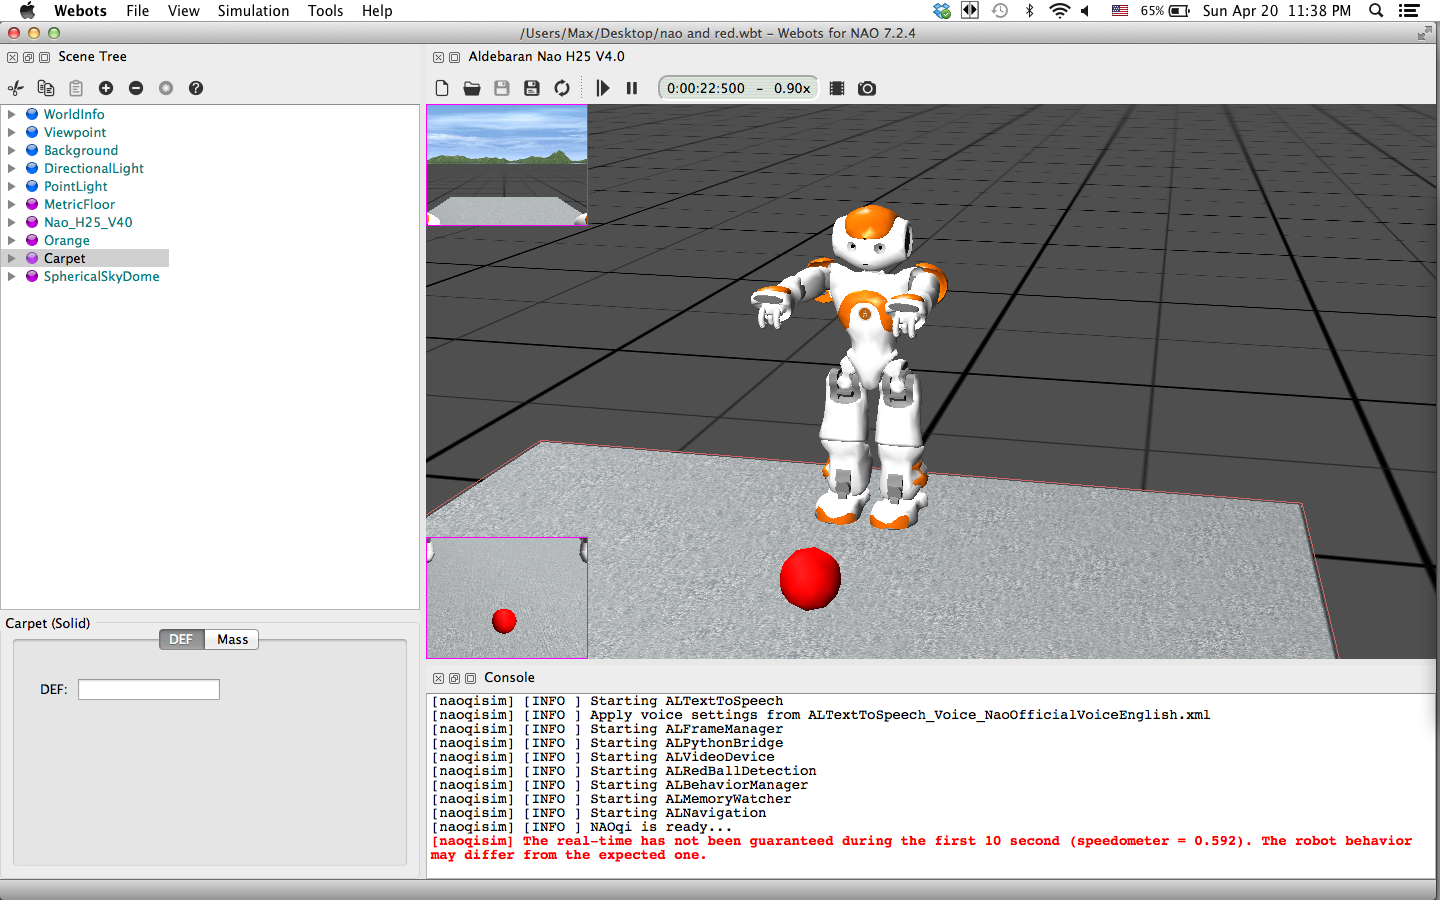 Webots File Edit View Simulation Tools Help 65% Sun Apr 20 11:38 PM
/Users/Max/Desktop/nao and red.wbt - Webots for NAO 7.2.4
Scene Tree
Aldebaran Nao H25 V4.0
0:00:22:500 - 0.90x
WorldInfo
Viewpoint
Background
DirectionalLight
PointLight
MetricFloor
Nao_H25_V40
Orange
Carpet
SphericalSkyDome
Carpet (Solid)
DEF Mass
DEF:
Console
[naoqisim] [INFO ] Starting ALTextToSpeech
[naoqisim] [INFO ] Apply voice settings from ALTextToSpeech_Voice_NaoOfficialVoiceEnglish.xml
[naoqisim] [INFO ] Starting ALFrameManager
[naoqisim] [INFO ] Starting ALPythonBridge
[naoqisim] [INFO ] Starting ALVideoDevice
[naoqisim] [INFO ] Starting ALRedBallDetection
[naoqisim] [INFO ] Starting ALBehaviorManager
[naoqisim] [INFO ] Starting ALMemoryWatcher
[naoqisim] [INFO ] Starting ALNavigation
[naoqisim] [INFO ] NAOqi is ready...
[naoqisim] The real-time has not been guaranteed during the first 10 second (speedometer = 0.592). The robot behavior
may differ from the expected one.